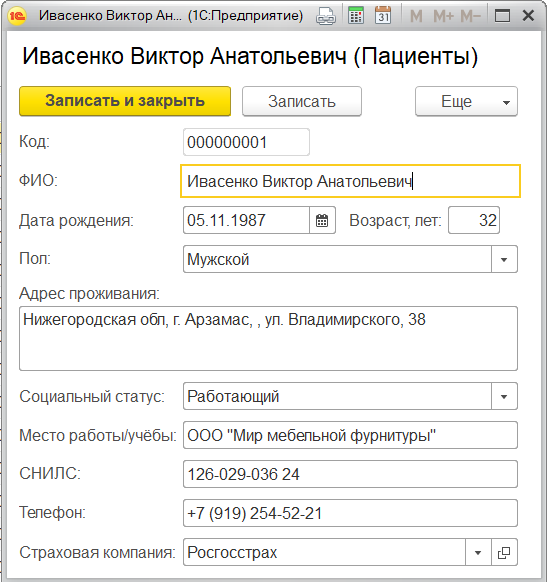 1С Ивасенко Виктор Ан... (1С:Предприятие) 31 M M+ M-
Ивасенко Виктор Анатольевич (Пациенты)
Записать и закрыть Записать Еще
Код: 000000001
ФИО: Ивасенко Виктор Анатольевич
Дата рождения: 05.11.1987 Возраст, лет: 32
Пол: Мужской
Адрес проживания:
Нижегородская обл, г. Арзамас, , ул. Владимирского, 38
Социальный статус: Работающий
Место работы/учёбы: ООО "Мир мебельной фурнитуры"
СНИЛС: 126-029-036 24
Телефон: +7 (919) 254-52-21
Страховая компания: Росгосстрах